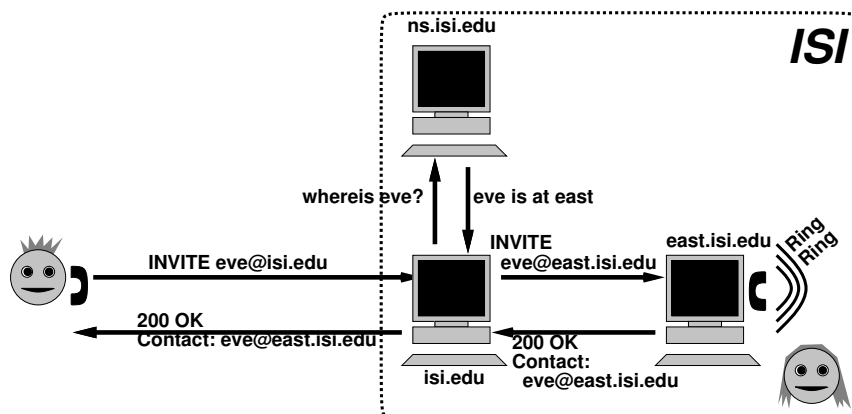 ns.isi.edu
ISI
whereis eve?
eve is at east
INVITE eve@isi.edu
INVITE
eve@east.isi.edu
east.isi.edu
Ring
Ring
200 OK
Contact: eve@east.isi.edu
isi.edu
200 OK
Contact:
eve@east.isi.edu